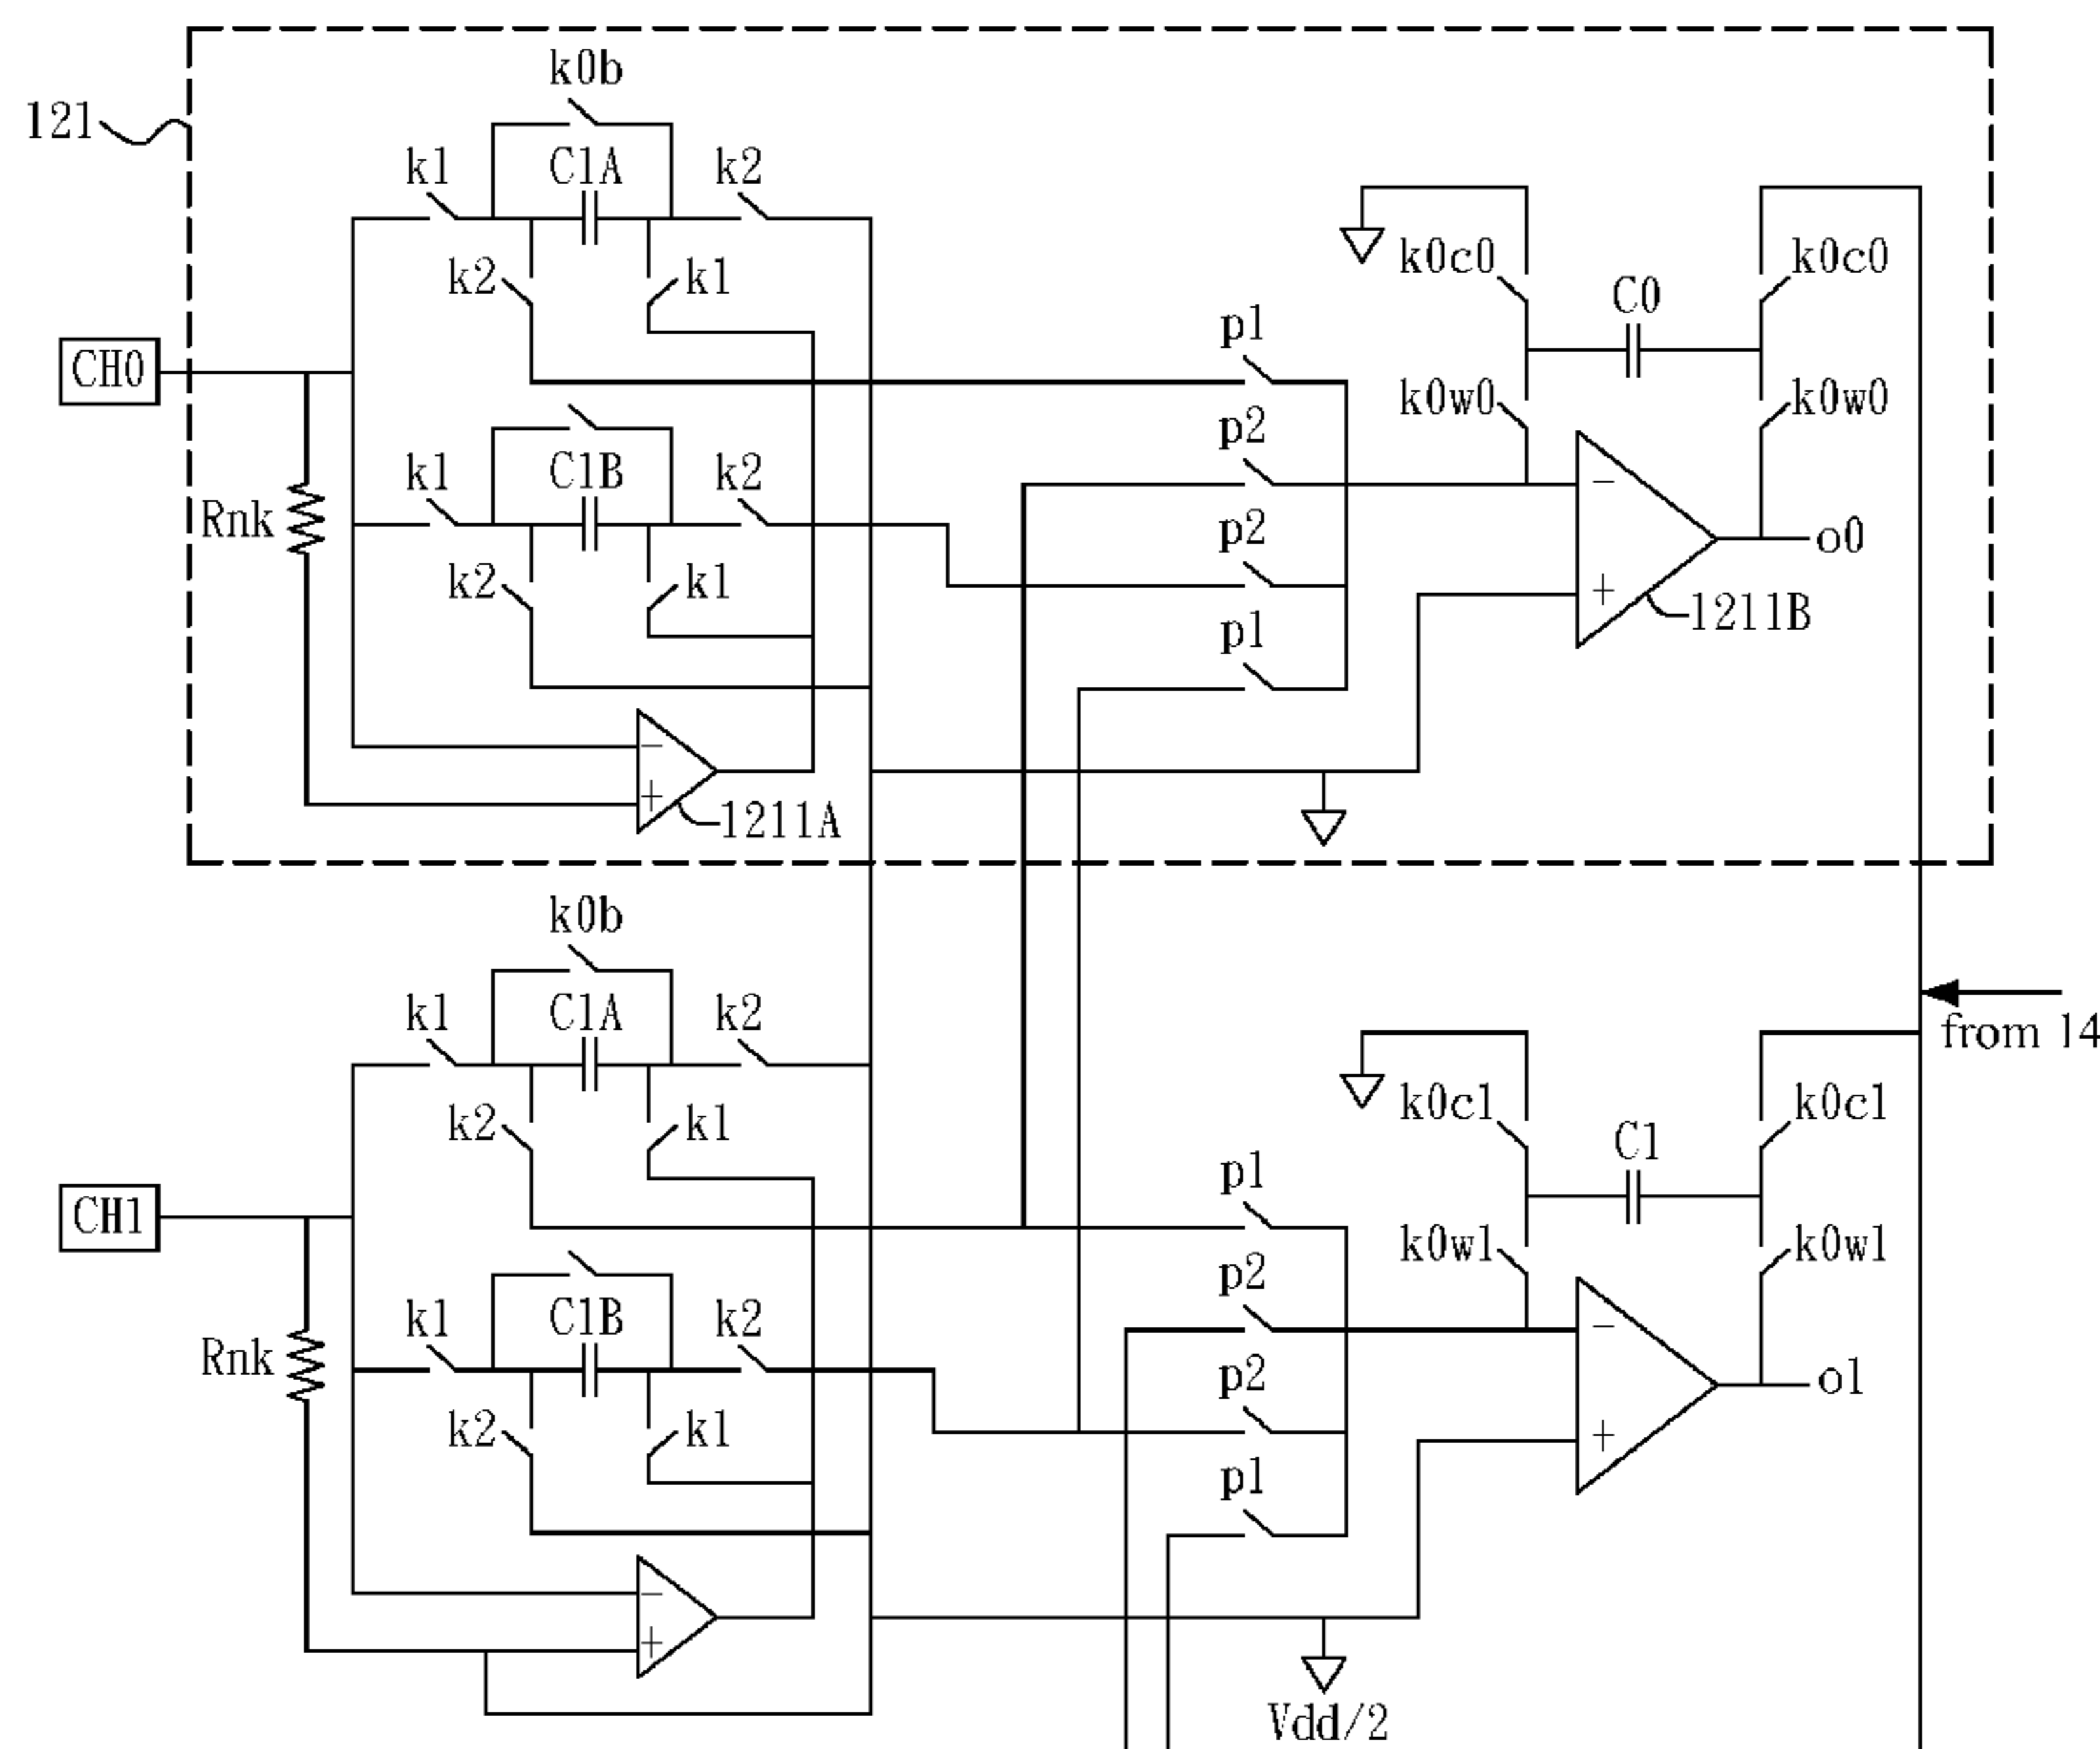 121
k0b
k1
C1A
k2
k2
k1
CH0
k1
C1B
k2
k2
k1
Rnk
1211A
p1
p2
p2
p1
k0c0
C0
k0c0
k0w0
k0w0
−
+
−
+
o0
1211B
k0b
k1
C1A
k2
k2
k1
CH1
k1
C1B
k2
k2
k1
Rnk
−
+
p1
p2
p2
p1
from 14
k0c1
C1
k0c1
k0w1
k0w1
−
+
o1
Vdd/2